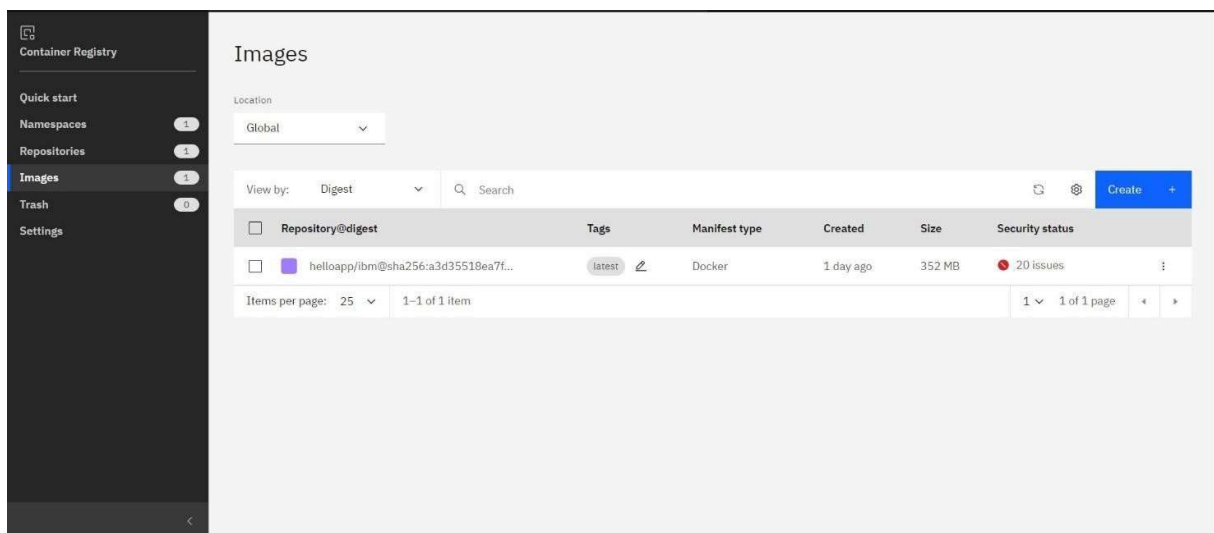 Container Registry
Quick start
Namespaces 1
Repositories 1
Images 1
Trash 0
Settings
Images
Location
Global
View by: Digest Search Create +
Repository@digest Tags Manifest type Created Size Security status
helloapp/ibm@sha256:a3d35518ea7f... latest Docker 1 day ago 352 MB 20 issues
Items per page: 25 1–1 of 1 item 1 1 of 1 page